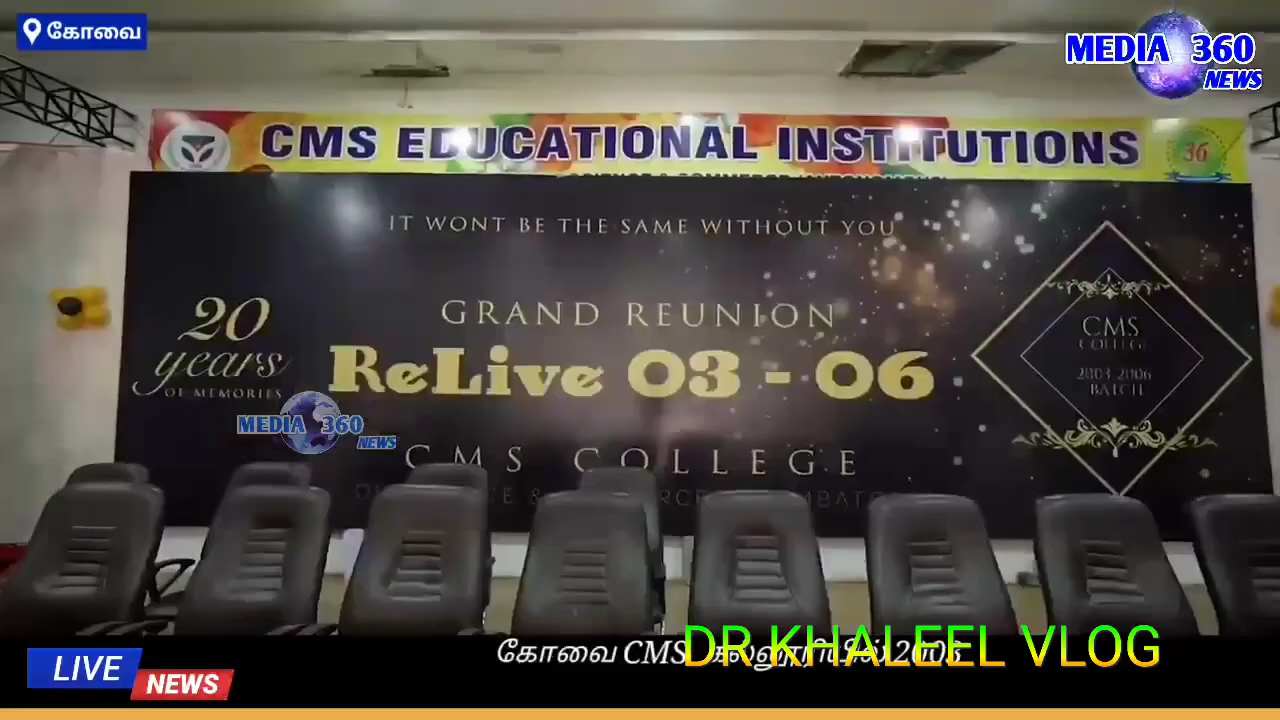 கோவை
MEDIA 360
NEWS
CMS EDUCATIONAL INSTITUTIONS
36
IT WONT BE THE SAME WITHOUT YOU
20
years
OF MEMORIES
GRAND REUNION
ReLive 03 - 06
CMS
COLLEGE
2003-2006
BATCH
MEDIA 360
NEWS
CMS COLLEGE
கோவை CMS 2003
DR KHALEEL VLOG
LIVE
NEWS